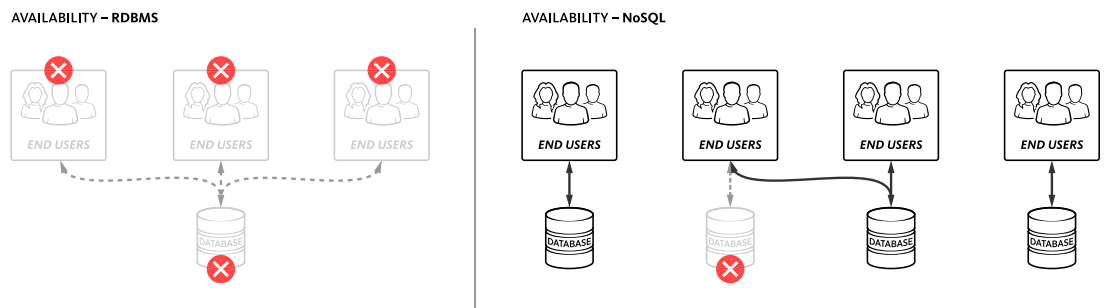 AVAILABILITY – RDBMS
END USERS
END USERS
END USERS
DATABASE
AVAILABILITY – NoSQL
END USERS
END USERS
END USERS
END USERS
DATABASE
DATABASE
DATABASE
DATABASE